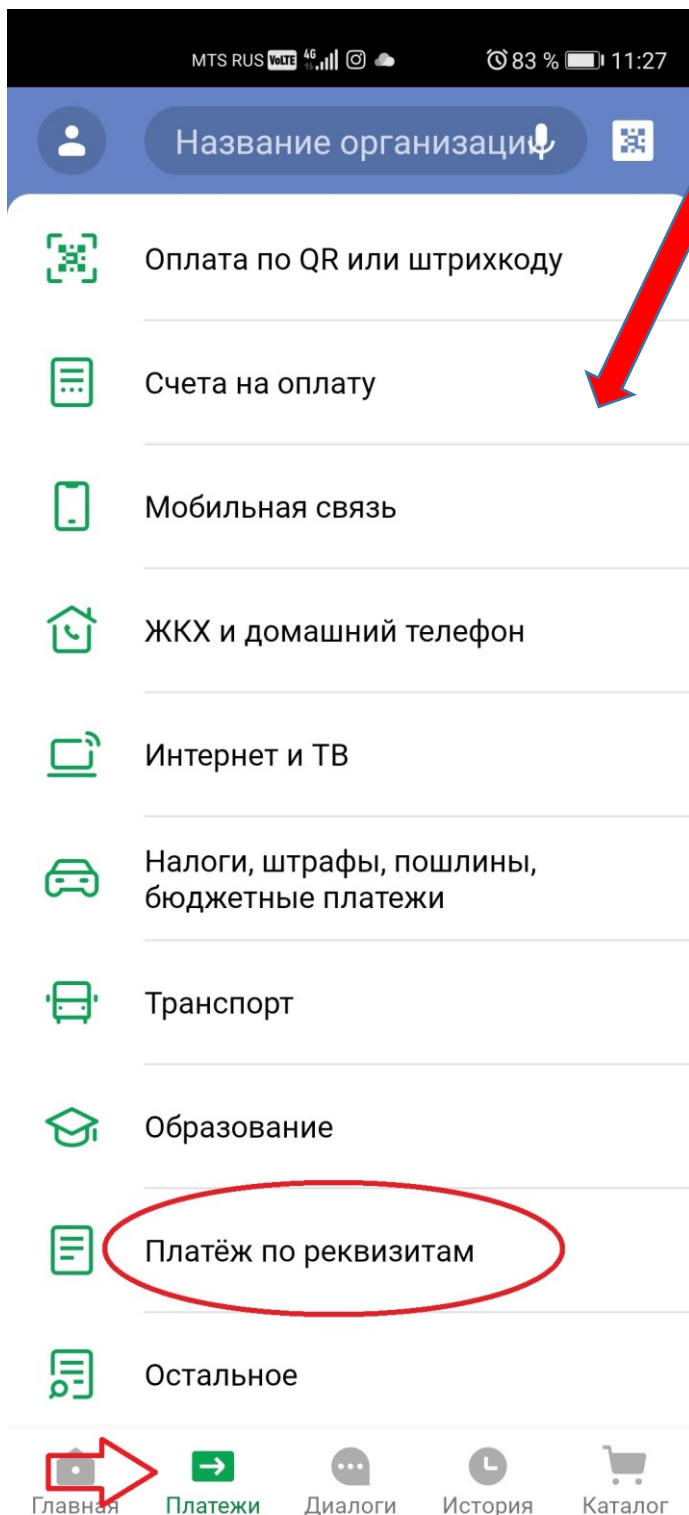 MTS RUS VoLTE 4G 83 % 11:27
Название организации
Оплата по QR или штрихкоду
Счета на оплату
Мобильная связь
ЖКХ и домашний телефон
Интернет и ТВ
Налоги, штрафы, пошлины,
бюджетные платежи
Транспорт
Образование
Платёж по реквизитам
Остальное
Главная Платежи Диалоги История Каталог